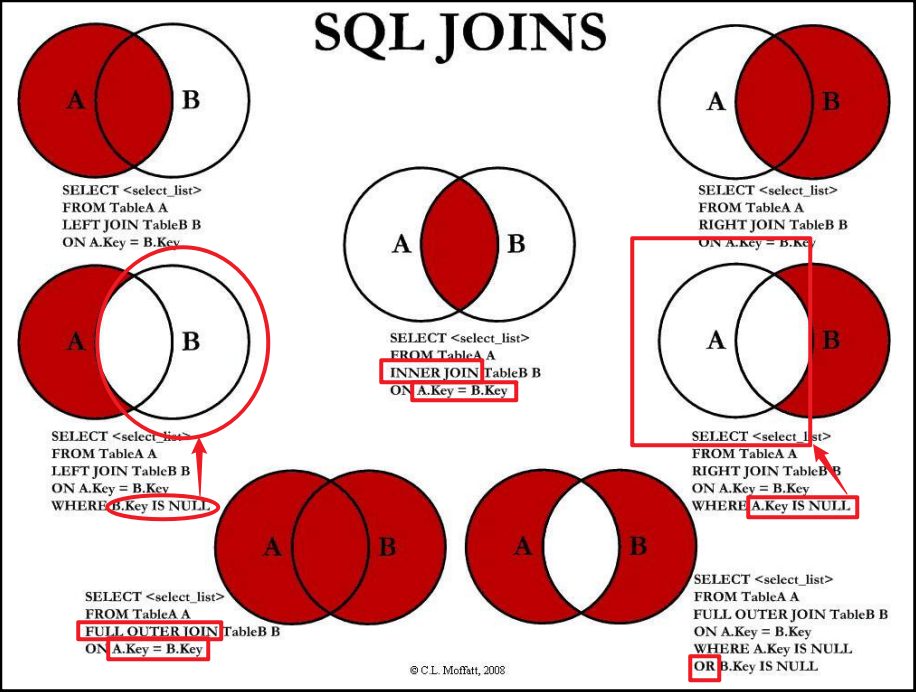 SQL JOINS
A B
SELECT <select_list>
FROM TableA A
LEFT JOIN TableB B
ON A.Key = B.Key
A B
SELECT <select_list>
FROM TableA A
RIGHT JOIN TableB B
ON A.Key = B.Key
A B
SELECT <select_list>
FROM TableA A
INNER JOIN TableB B
ON A.Key = B.Key
A B
SELECT <select_list>
FROM TableA A
LEFT JOIN TableB B
ON A.Key = B.Key
WHERE B.Key IS NULL
A B
SELECT <select_list>
FROM TableA A
RIGHT JOIN TableB B
ON A.Key = B.Key
WHERE A.Key IS NULL
A B
SELECT <select_list>
FROM TableA A
FULL OUTER JOIN TableB B
ON A.Key = B.Key
A B
SELECT <select_list>
FROM TableA A
FULL OUTER JOIN TableB B
ON A.Key = B.Key
WHERE A.Key IS NULL
OR B.Key IS NULL
© C.L. Moffatt, 2008